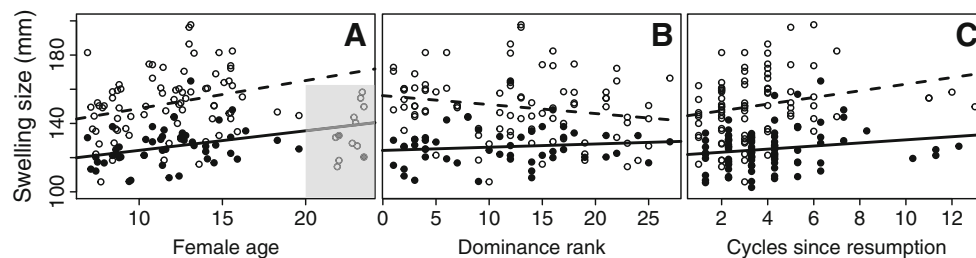 A B C
Swelling size (mm)
180
140
100
10 15 20 0 5 10 15 20 25 2 4 6 8 10 12
Female age Dominance rank Cycles since resumption